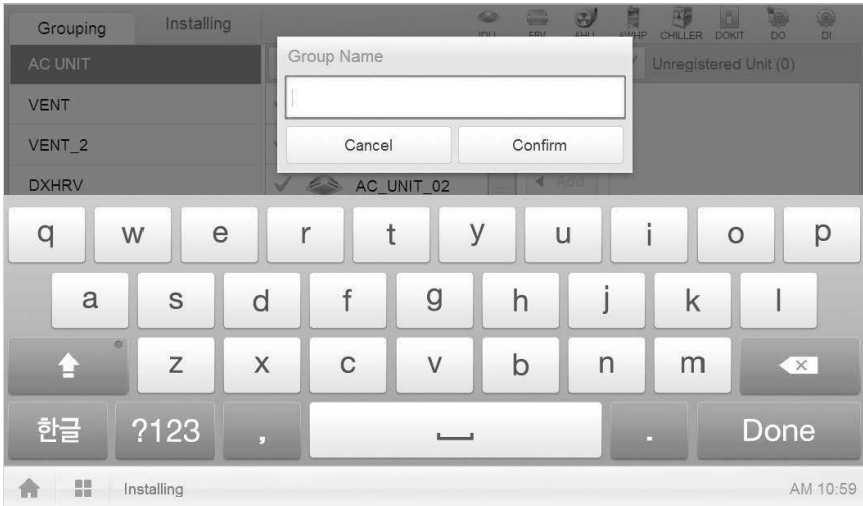 Grouping
Installing
IDU
ERV
AHU
AWHP
CHILLER
DOKIT
DO
DI
AC UNIT
Group Name
Unregistered Unit (0)
VENT
VENT_2
Cancel
Confirm
DXHRV
AC_UNIT_02
Add
q w e r t y u i o p
a s d f g h j k l
z x c v b n m
한글 ?123 , . Done
Installing
AM 10:59